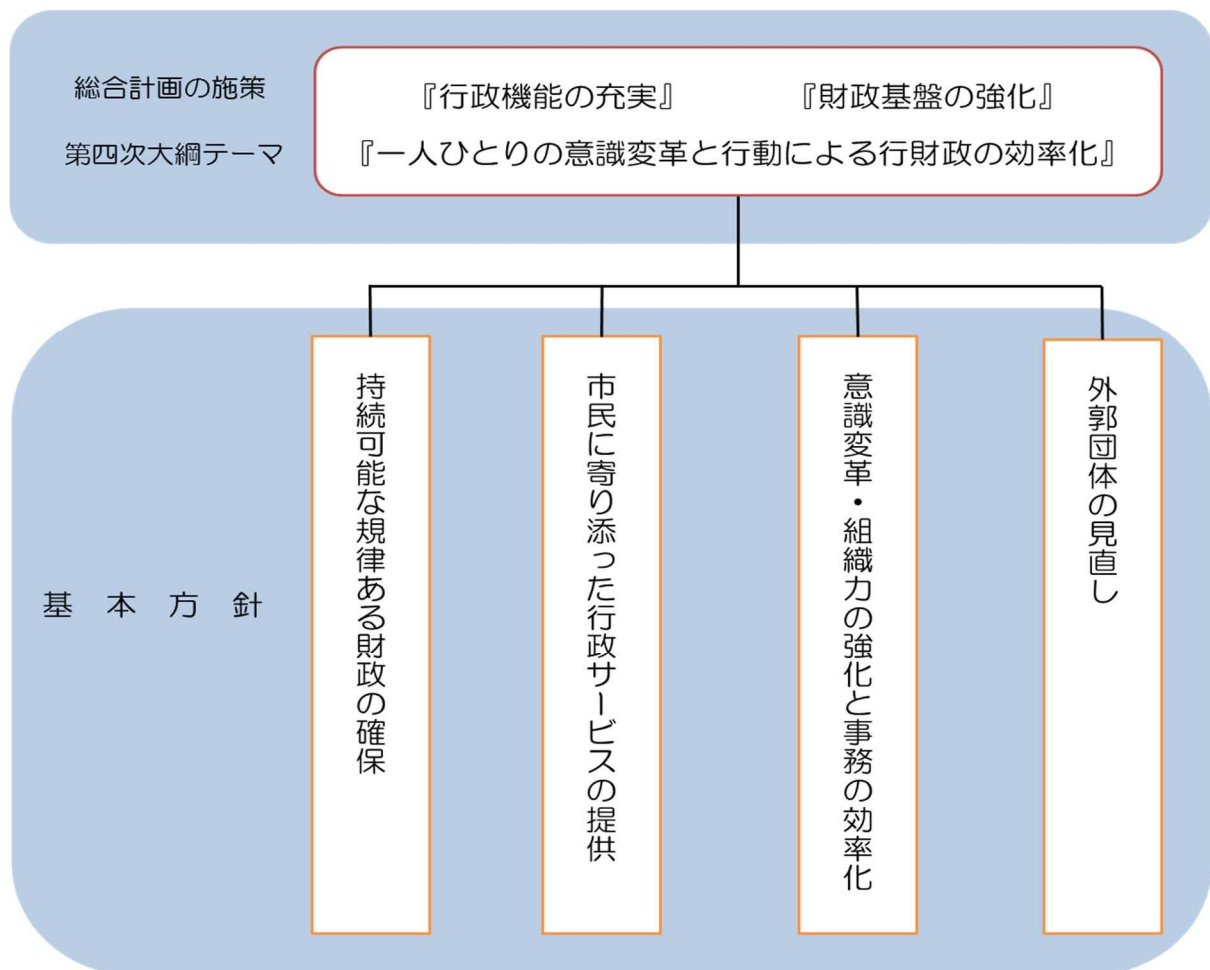 総合計画の施策
『行政機能の充実』 『財政基盤の強化』
第四次大綱テーマ
『一人ひとりの意識変革と行動による行財政の効率化』
基本方針
持続可能な規律ある財政の確保
市民に寄り添った行政サービスの提供
意識変革・組織力の強化と事務の効率化
外郭団体の見直し